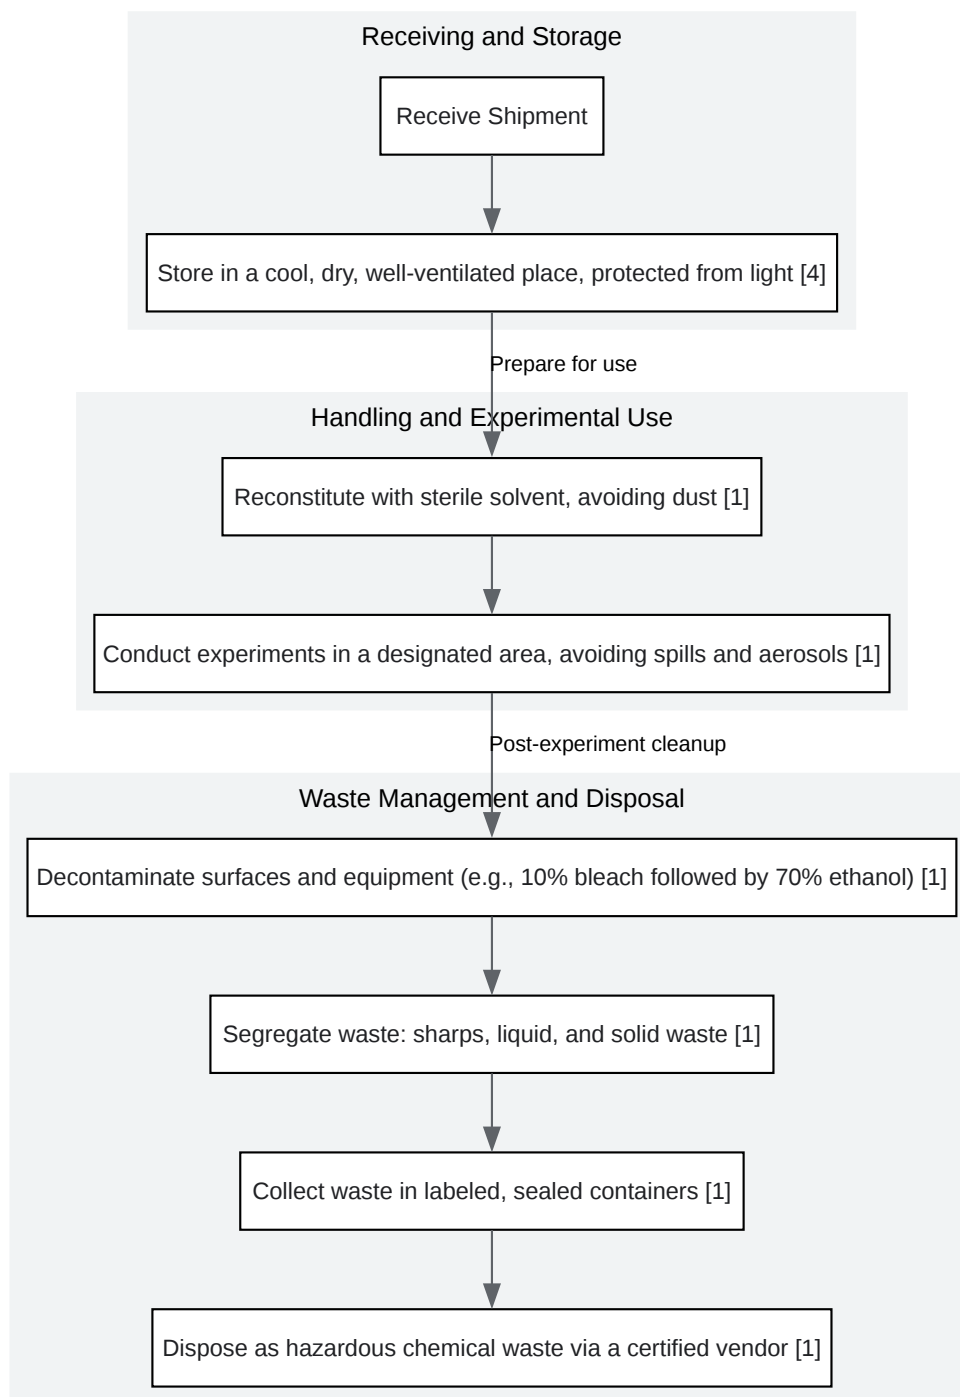 Receiving and Storage
Receive Shipment
Store in a cool, dry, well-ventilated place, protected from light [4]
Prepare for use
Handling and Experimental Use
Reconstitute with sterile solvent, avoiding dust [1]
Conduct experiments in a designated area, avoiding spills and aerosols [1]
Post-experiment cleanup
Waste Management and Disposal
Decontaminate surfaces and equipment (e.g., 10% bleach followed by 70% ethanol) [1]
Segregate waste: sharps, liquid, and solid waste [1]
Collect waste in labeled, sealed containers [1]
Dispose as hazardous chemical waste via a certified vendor [1]